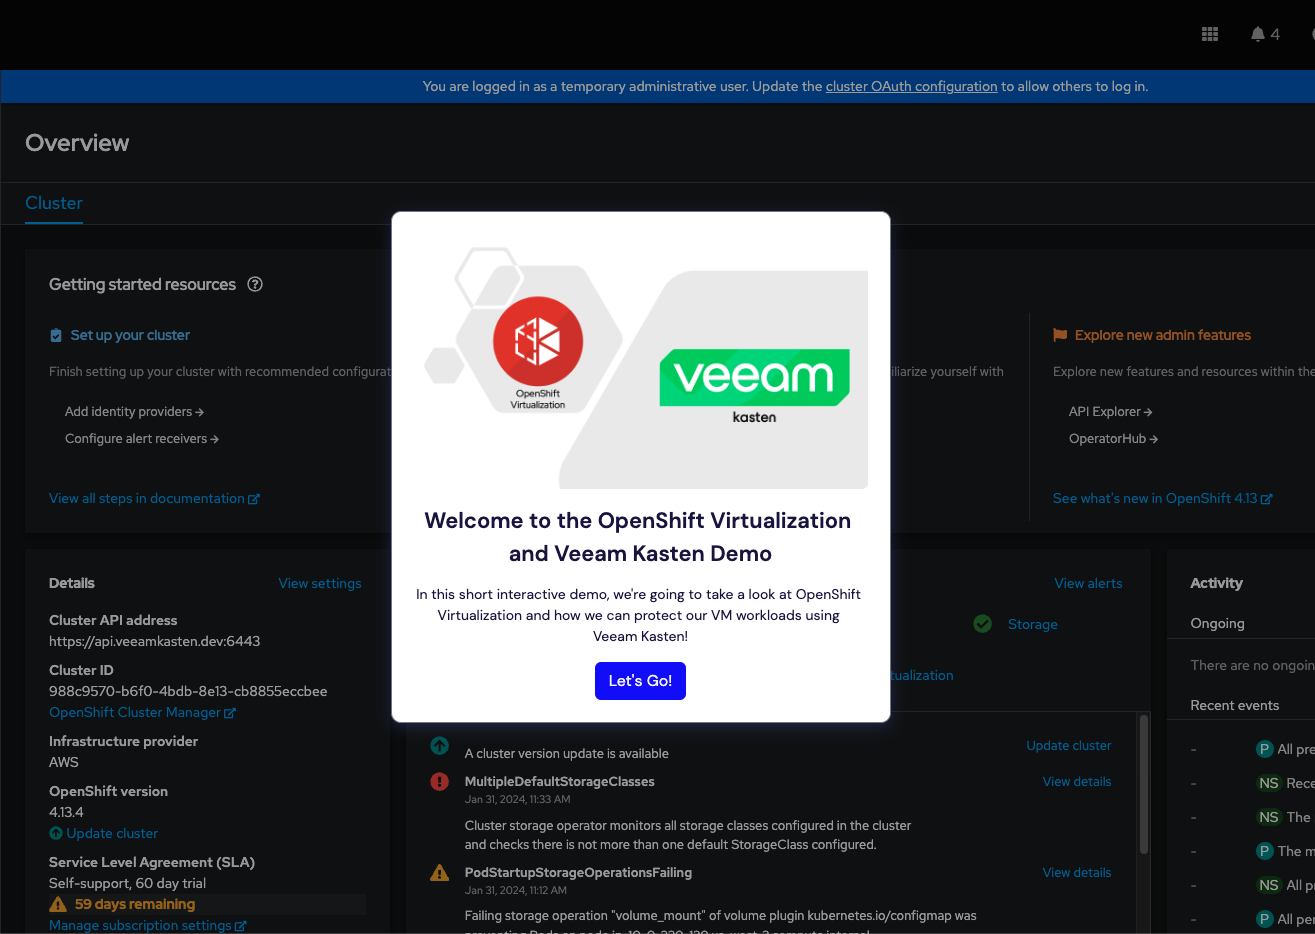 4
You are logged in as a temporary administrative user. Update the cluster OAuth configuration to allow others to log in.
Overview
Cluster
Getting started resources
Set up your cluster
Finish setting up your cluster with recommended
Add identity providers
Configure alert receivers
View all steps in documentation
yourself with
Explore new admin features
Explore new features and resources within the
API Explorer
OperatorHub
See what's new in OpenShift 4.13
OpenShift
Virtualization
veeam
kasten
Welcome to the OpenShift Virtualization
and Veeam Kasten Demo
In this short interactive demo, we're going to take a look at OpenShift
Virtualization and how we can protect our VM workloads using
Veeam Kasten!
Let's Go!
Details
View settings
Cluster API address
https://api.veeamkasten.dev:6443
Cluster ID
988c9570-b6f0-4bdb-8e13-cb8855eccbee
OpenShift Cluster Manager
Infrastructure provider
AWS
OpenShift version
4.13.4
Update cluster
Service Level Agreement (SLA)
Self-support, 60 day trial
59 days remaining
Manage subscription settings
View alerts
Storage
A cluster version update is available
Update cluster
MultipleDefaultStorageClasses
View details
Jan 31, 2024, 11:33 AM
Cluster storage operator monitors all storage classes configured in the cluster
and checks there is not more than one default StorageClass configured.
PodStartupStorageOperationsFailing
View details
Jan 31, 2024, 11:12 AM
Failing storage operation "volume_mount" of volume plugin kubernetes.io/configmap was
Activity
Ongoing
There are no
Recent events
- P All
- NS
- NS The
- P The
- NS All
- P All